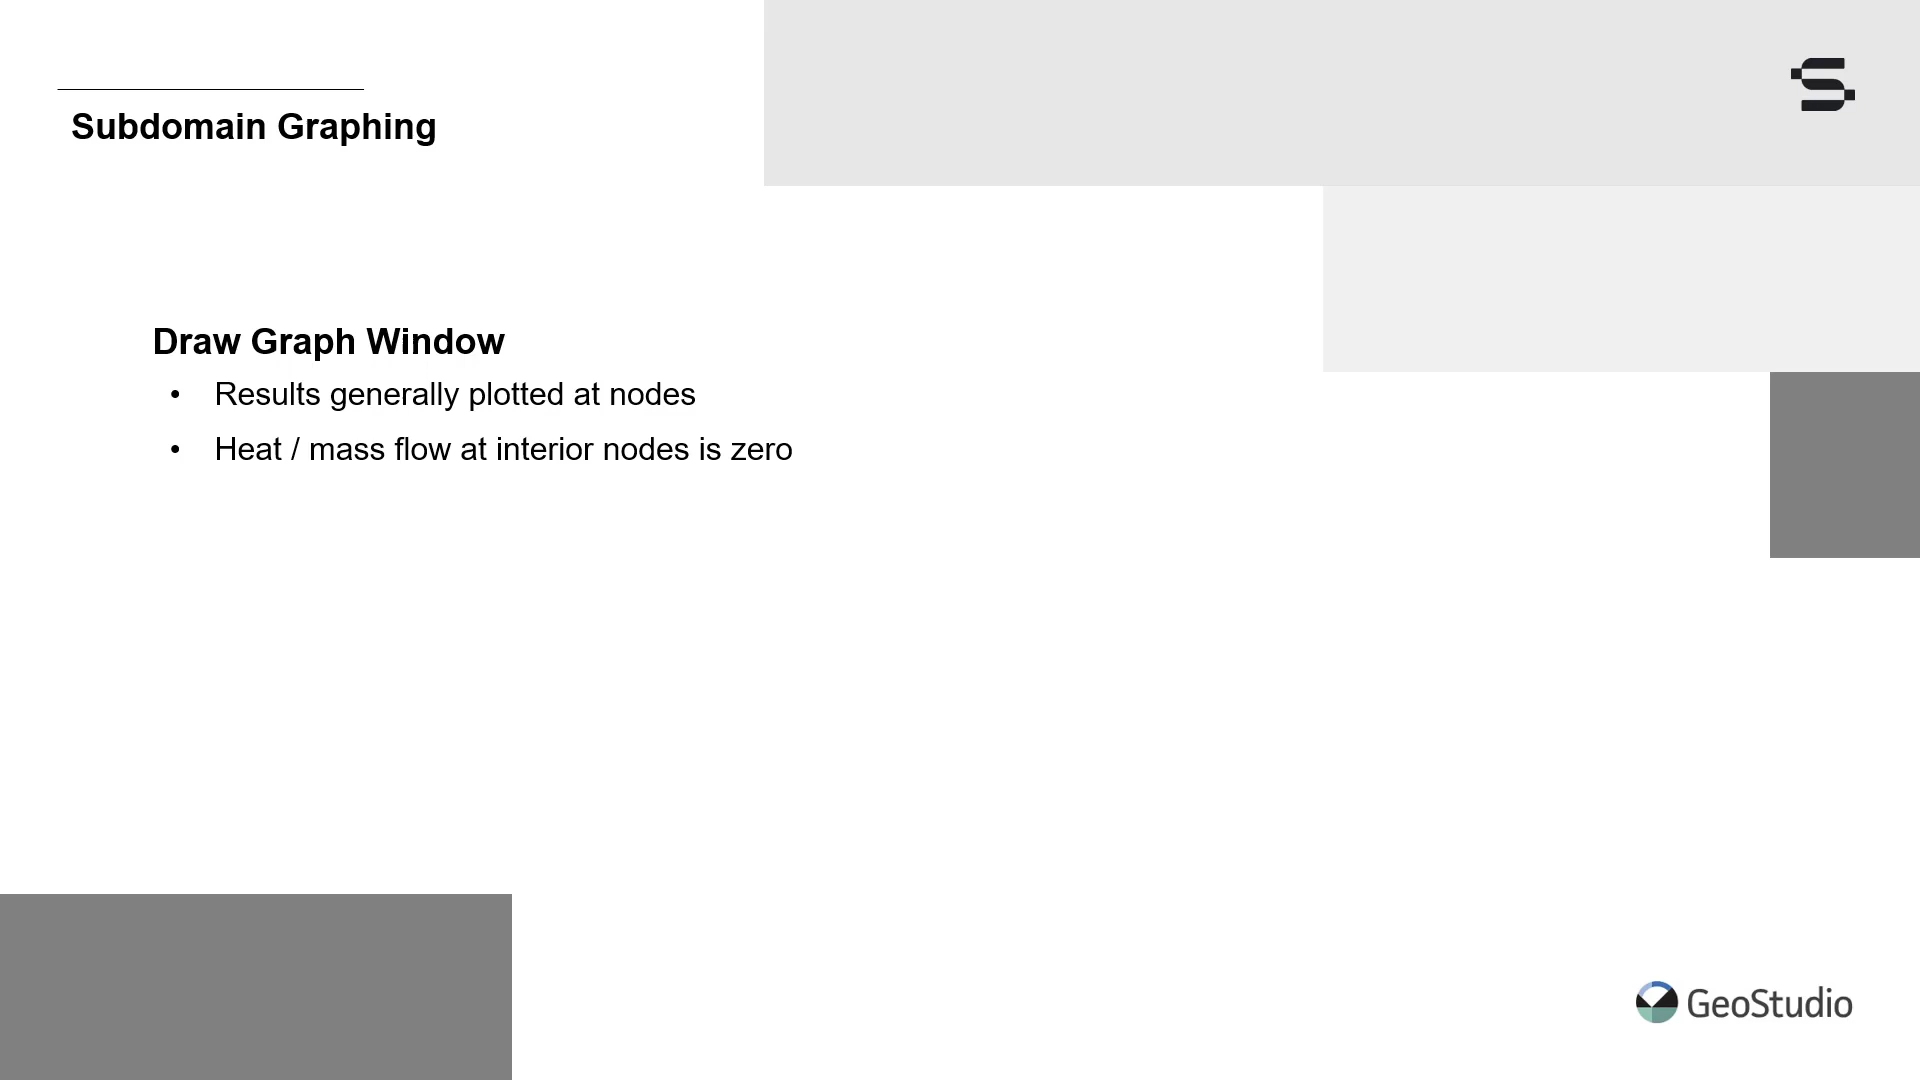 Subdomain Graphing
Draw Graph Window
• Results generally plotted at nodes
• Heat / mass flow at interior nodes is zero
GeoStudio